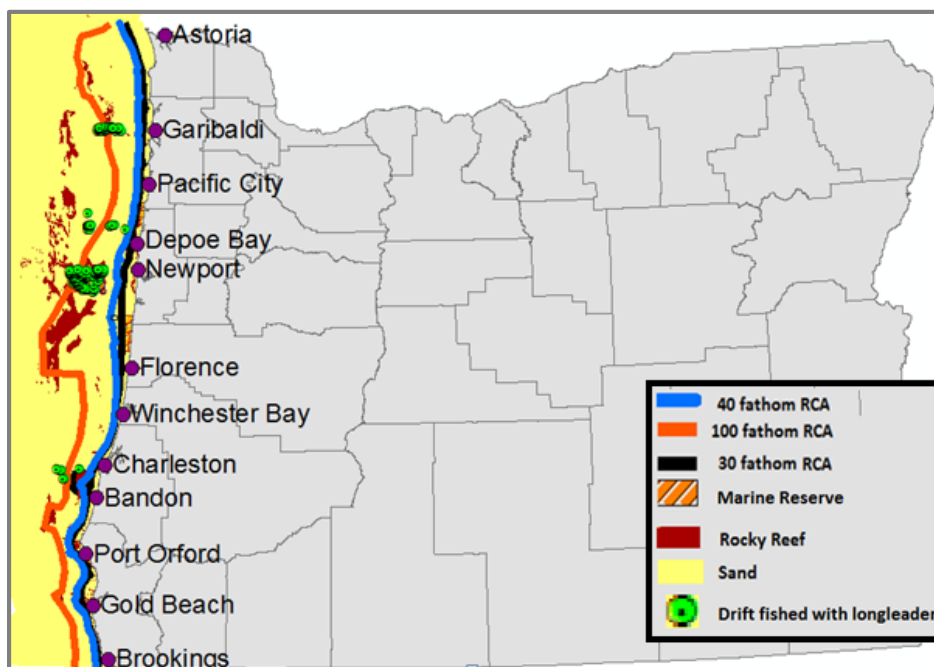 Astoria
Garibaldi
Pacific City
Depoe Bay
Newport
Florence
Winchester Bay
Charleston
Bandon
Port Orford
Gold Beach
Brookings
40 fathom RCA
100 fathom RCA
30 fathom RCA
Marine Reserve
Rocky Reef
Sand
Drift fished with longleader